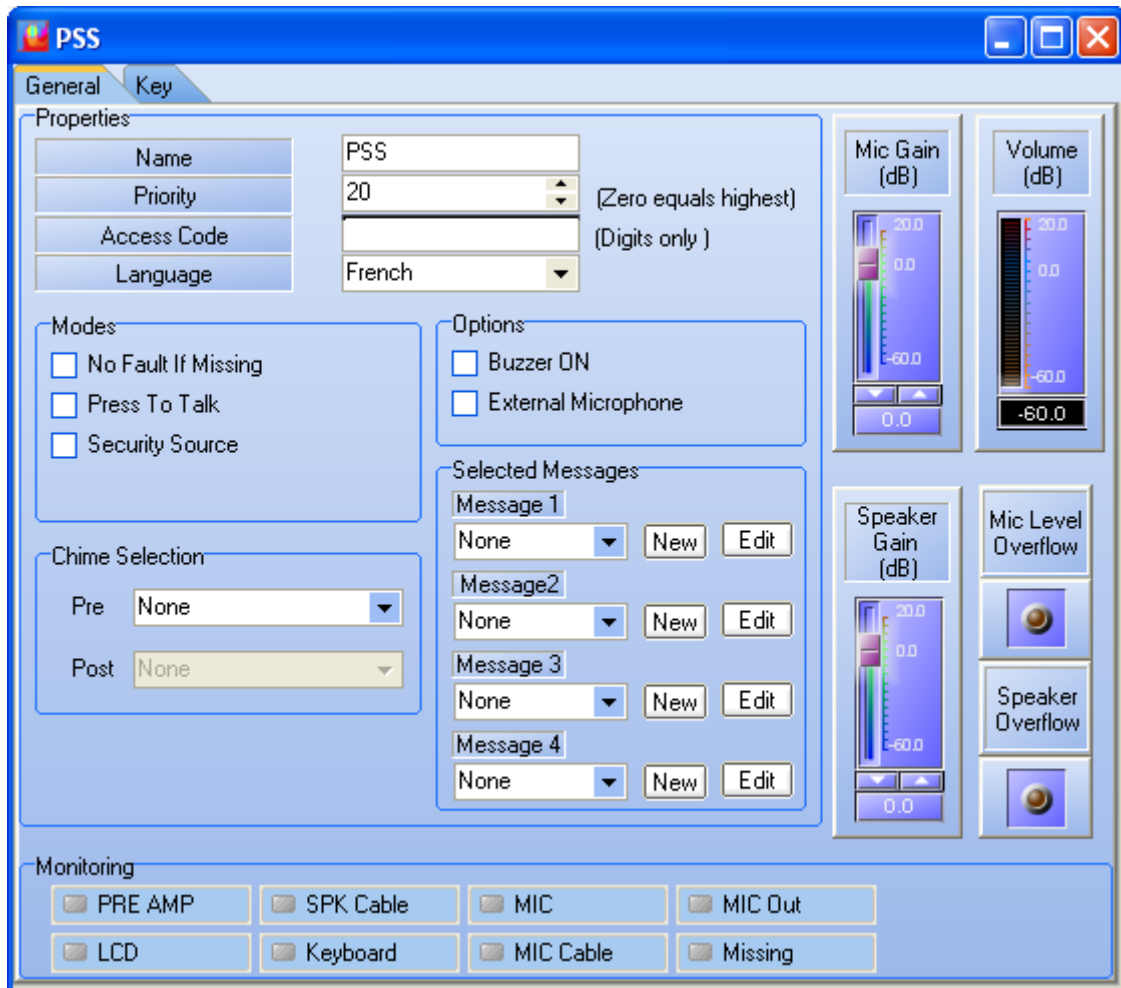 PSS
General Key
Properties
Name PSS
Priority 20 (Zero equals highest)
Access Code (Digits only )
Language French
Modes
No Fault If Missing
Press To Talk
Security Source
Options
Buzzer ON
External Microphone
Chime Selection
Pre None
Post None
Selected Messages
Message 1
None New Edit
Message2
None New Edit
Message 3
None New Edit
Message 4
None New Edit
Mic Gain
(dB)
20.0
0.0
-60.0
0.0
Volume
(dB)
20.0
0.0
-60.0
-60.0
Speaker
Gain
(dB)
20.0
0.0
-60.0
0.0
Mic Level
Overflow
Speaker
Overflow
Monitoring
PRE AMP SPK Cable MIC MIC Out
LCD Keyboard MIC Cable Missing